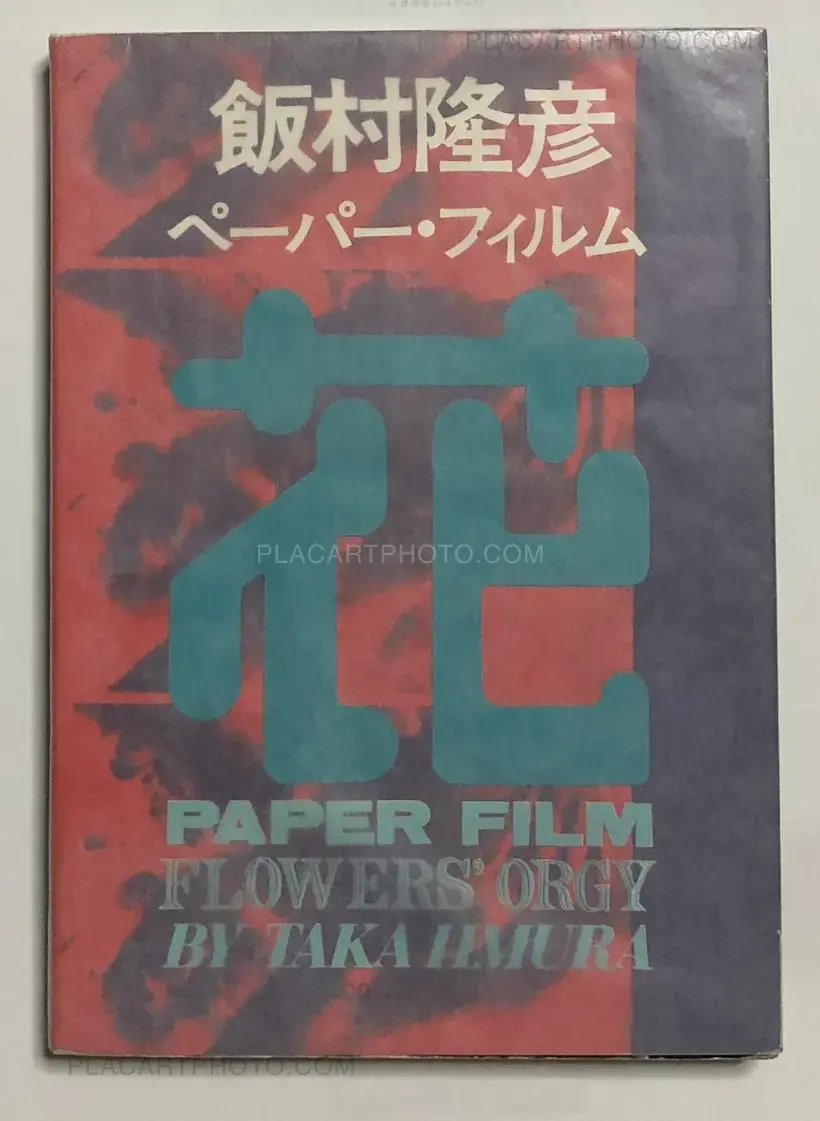 PLACARTPHOTO.COM
飯村隆彦
ペーパー・フィルム
花
PLACARTPHOTO.COM
PAPER FILM
FLOWERS' ORGY
BY TAKA IIMURA
PLACARTPHOTO.COM